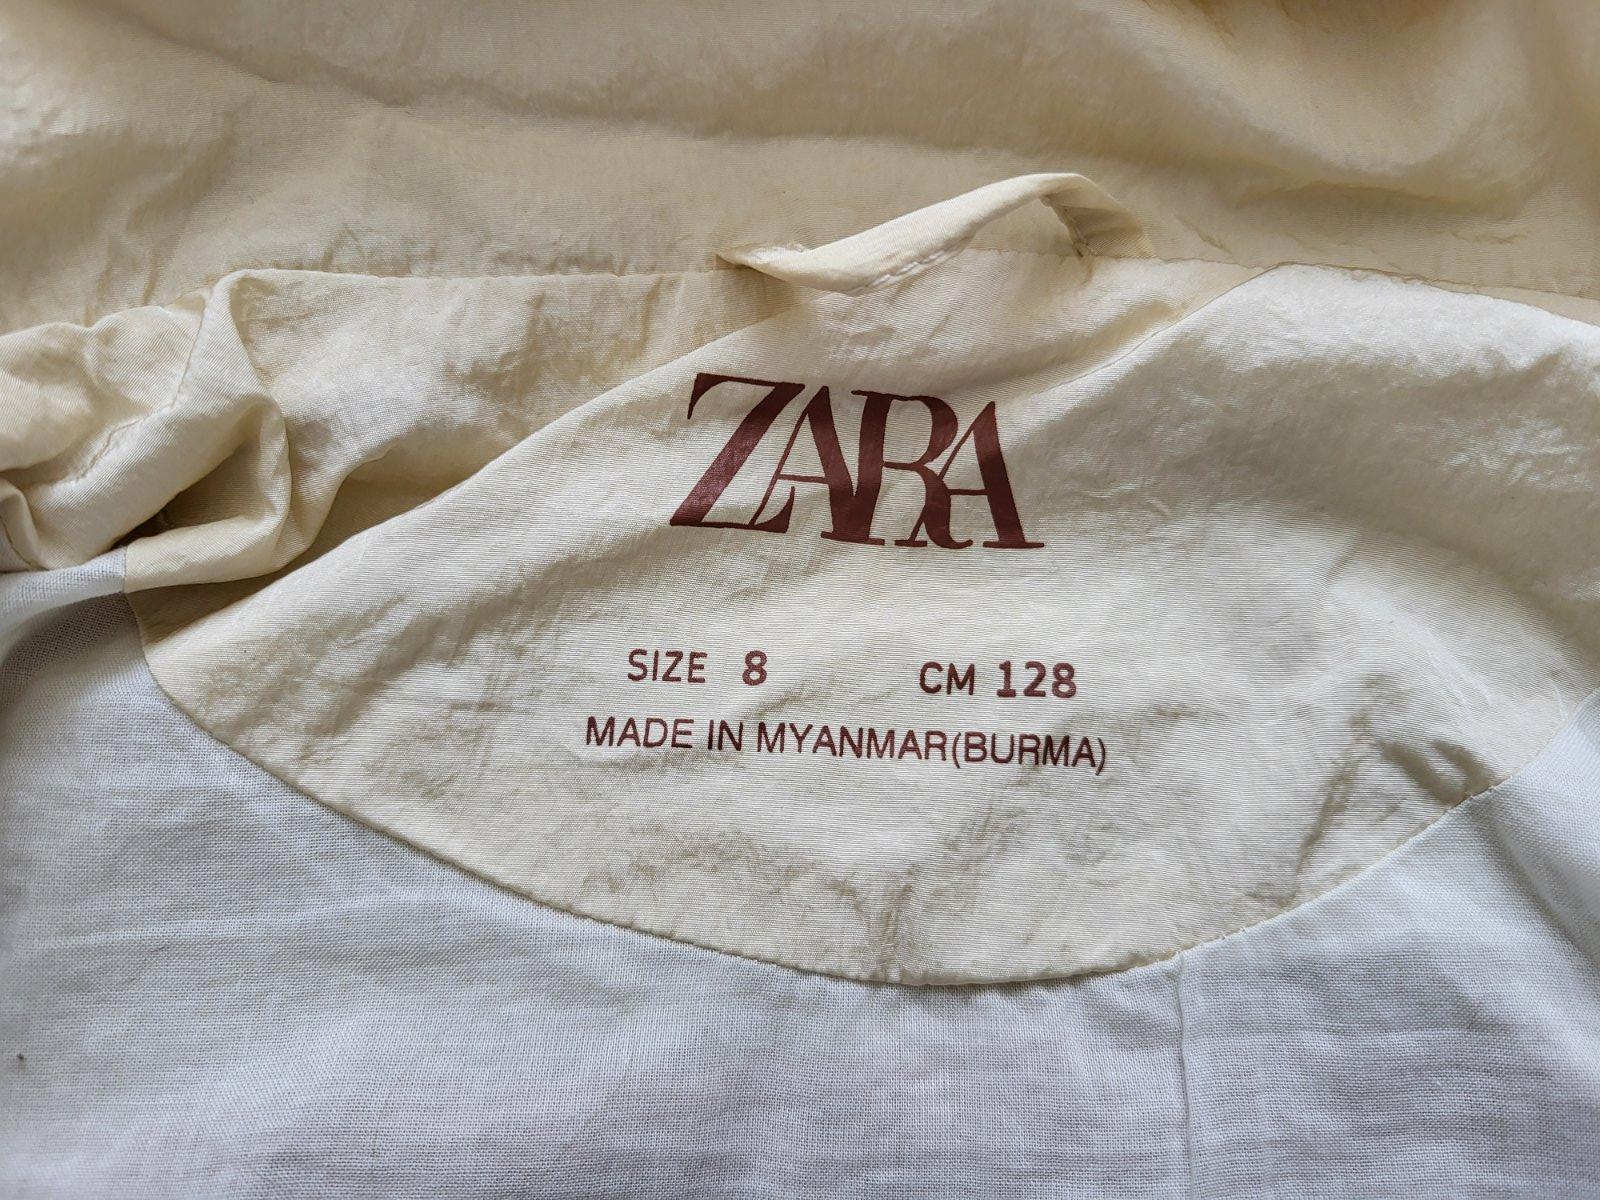 ZARA
SIZE 8 CM 128
MADE IN MYANMAR(BURMA)